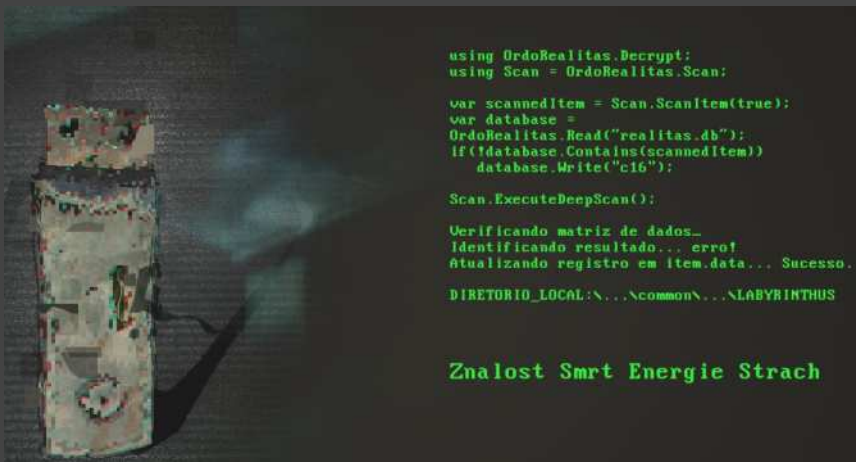 using OrdoRealitas.Decrypt;
using Scan = OrdoRealitas.Scan;
var scannedItem = Scan.ScanItem(true);
var database =
OrdoRealitas.Read("realitas.db");
if(!database.Contains(scannedItem))
database.Write("c16");
Scan.ExecuteDeepScan();
Verificando matriz de dados…
Identificando resultado... erro!
Atualizando registro em item.data... Sucesso.
DIRETORIO_LOCAL:\...\common\...\LABYRINTHUS
Znalost Smrt Energie Strach